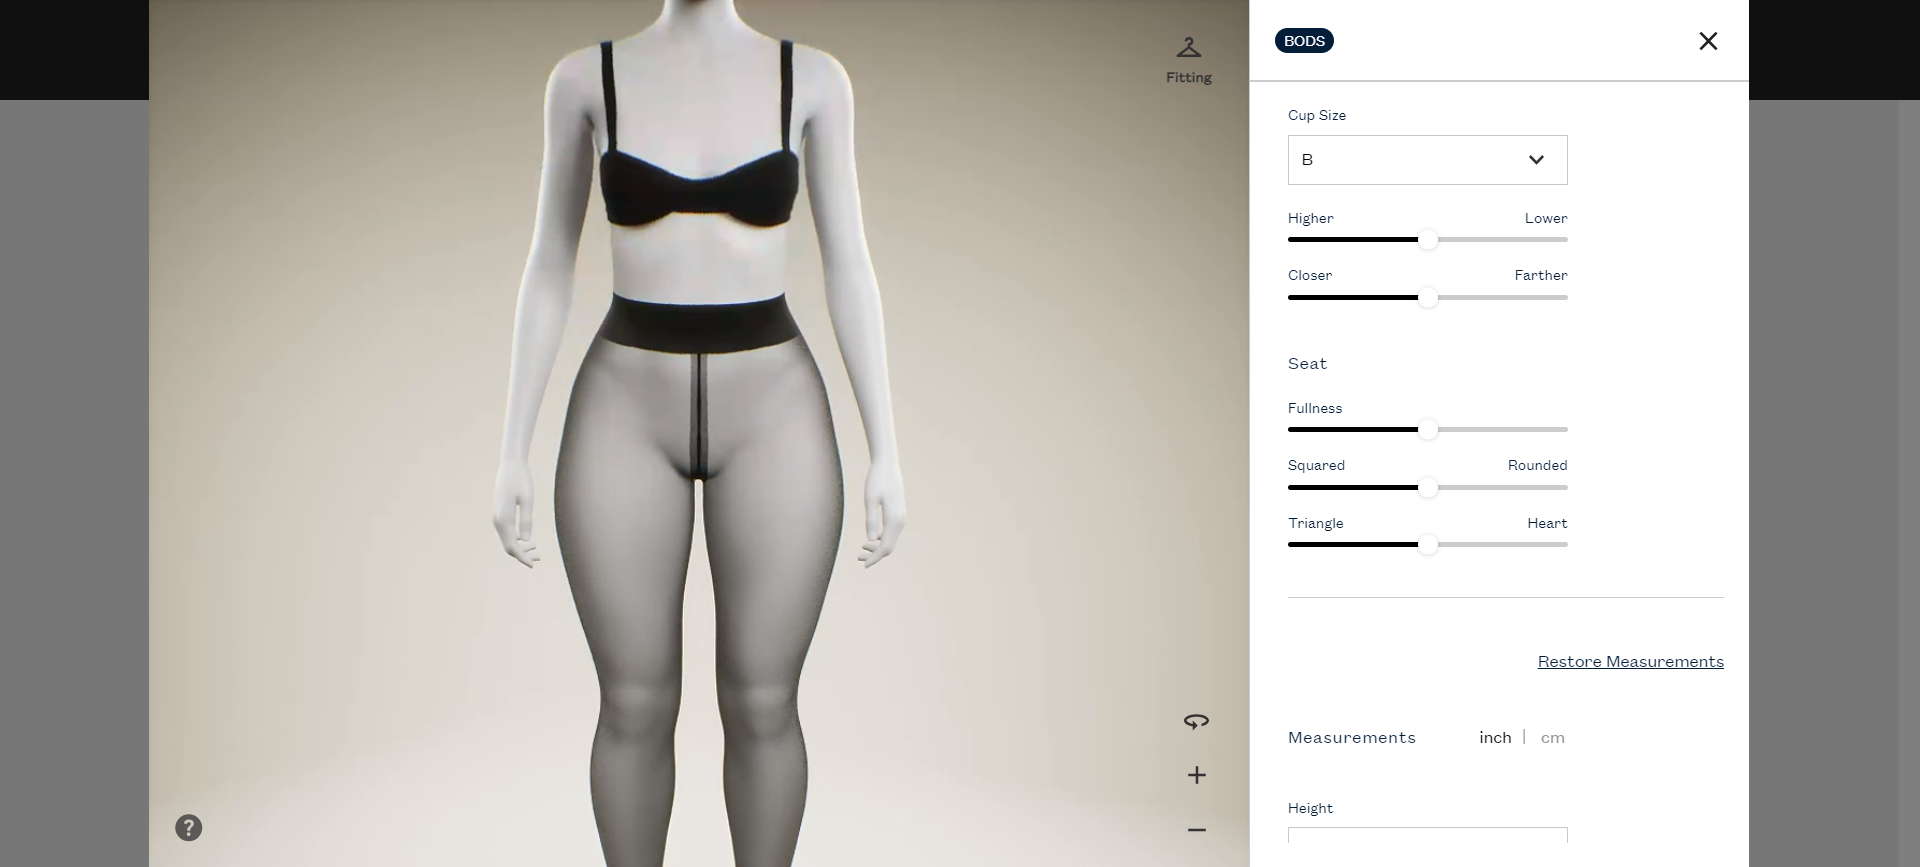 Fitting
?
BODS
Cup Size
B
Higher Lower
Closer Farther
Seat
Fullness
Squared Rounded
Triangle Heart
Restore Measurements
Measurements inch | cm
Height